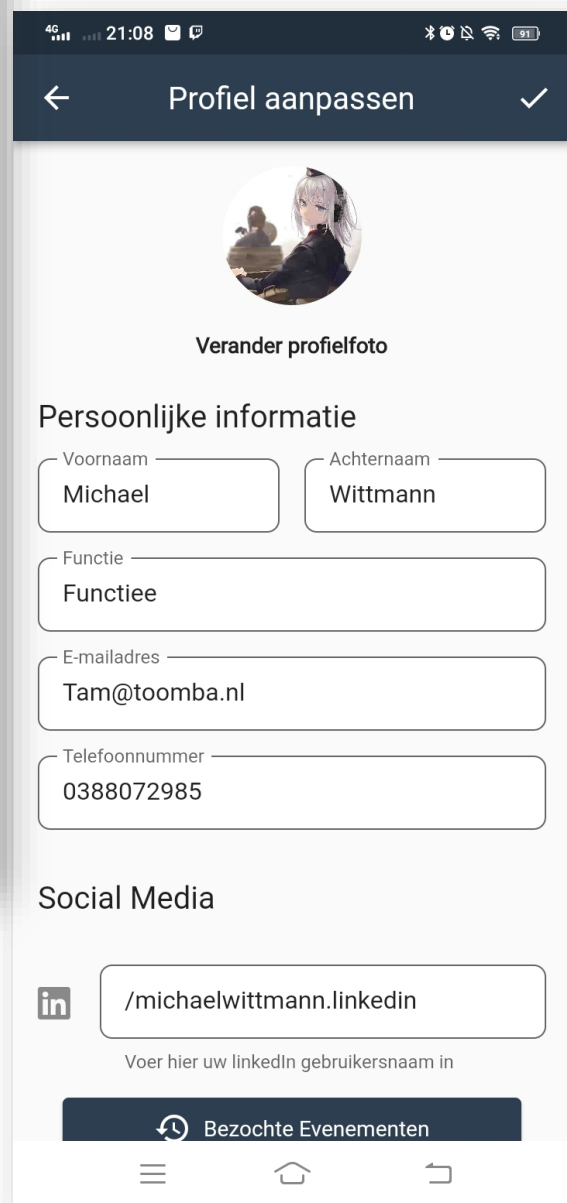 4G 21:08 91
Profiel aanpassen
Verander profielfoto
Persoonlijke informatie
Voornaam Achternaam
Michael Wittmann
Functie
Functiee
E-mailadres
Tam@toomba.nl
Telefoonnummer
0388072985
Social Media
in /michaelwittmann.linkedin
Voer hier uw linkedIn gebruikersnaam in
Bezochte Evenementen